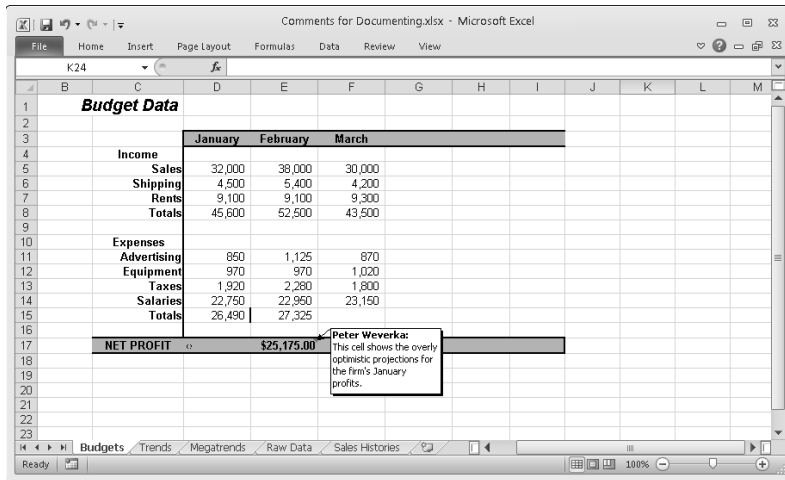 Comments for Documenting.xlsx - Microsoft Excel
File Home Insert Page Layout Formulas Data Review View
K24 fx
B C D E F G H I J K L M
1 Budget Data
2
3 January February March
4 Income
5 Sales 32,000 38,000 30,000
6 Shipping 4,500 5,400 4,200
7 Rents 9,100 9,100 9,300
8 Totals 45,600 52,500 43,500
9
10 Expenses
11 Advertising 850 1,125 870
12 Equipment 970 970 1,020
13 Taxes 1,920 2,280 1,800
14 Salaries 22,750 22,950 23,150
15 Totals 26,490 27,325
16
17 NET PROFIT $25,175.00
Peter Weverka:
This cell shows the overly
optimistic projections for
the firm's January
profits.
18
19
20
21
22
23
Budgets Trends Megatrends Raw Data Sales Histories
Ready 100%